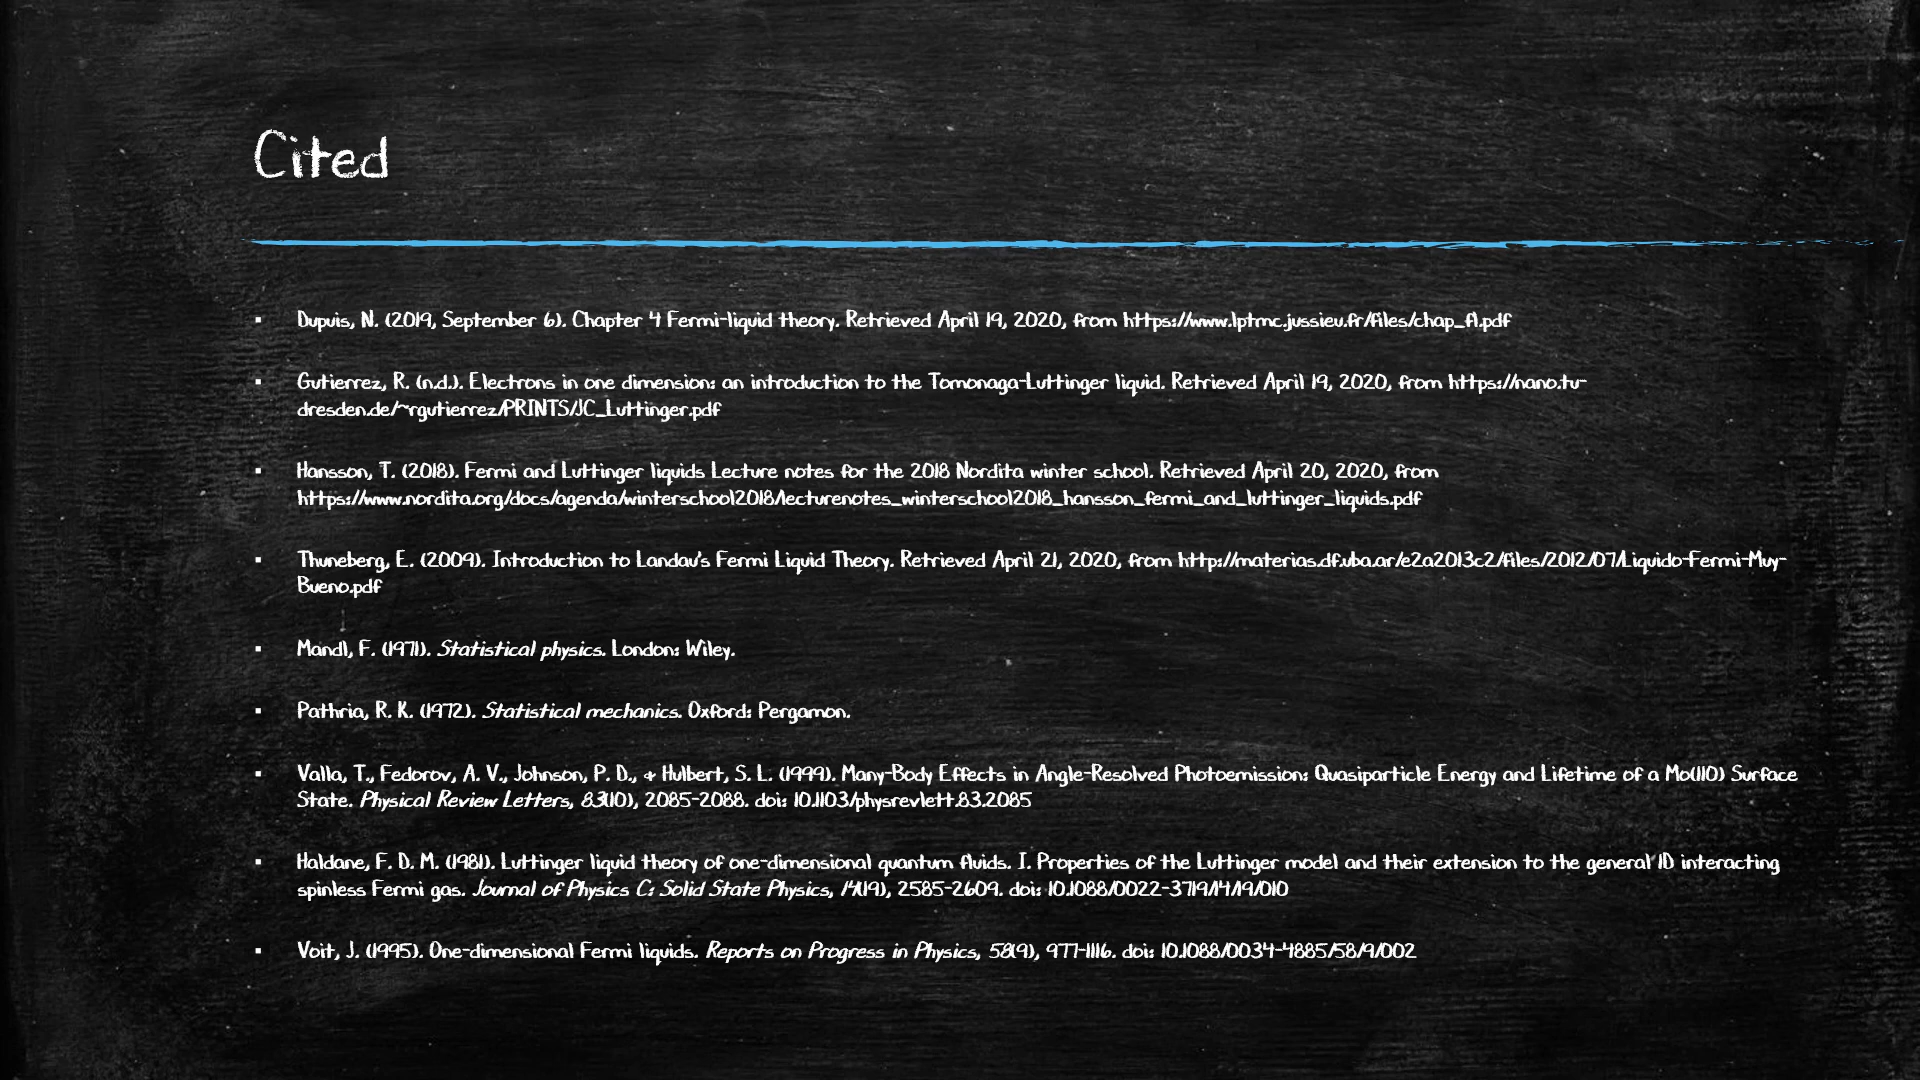 Cited
▪ Dupuis, N. (2019, September 6). Chapter 4 Fermi-liquid theory. Retrieved April 19, 2020, from https://www.lptmc.jussieu.fr/files/chap_fl.pdf
▪ Gutierrez, R. (n.d.). Electrons in one dimension: an introduction to the Tomonaga-Luttinger liquid. Retrieved April 19, 2020, from https://nano.tu-
dresden.de/~rgutierrez/PRINTS/JC_Luttinger.pdf
▪ Hansson, T. (2018). Fermi and Luttinger liquids Lecture notes for the 2018 Nordita winter school. Retrieved April 20, 2020, from
https://www.nordita.org/docs/agenda/winterschool2018/lecturenotes_winterschool2018_hansson_fermi_and_luttinger_liquids.pdf
▪ Thuneberg, E. (2009). Introduction to Landau's Fermi Liquid Theory. Retrieved April 21, 2020, from http://materias.df.uba.ar/e2a2013c2/files/2012/07/Liquido-Fermi-Muy-
Bueno.pdf
▪ Mandl, F. (1971). Statistical physics. London: Wiley.
▪ Pathria, R. K. (1972). Statistical mechanics. Oxford: Pergamon.
▪ Valla, T., Fedorov, A. V., Johnson, P. D., & Hulbert, S. L. (1999). Many-Body Effects in Angle-Resolved Photoemission: Quasiparticle Energy and Lifetime of a Mo(110) Surface
State. Physical Review Letters, 83(10), 2085-2088. doi: 10.1103/physrevlett.83.2085
▪ Haldane, F. D. M. (1981). Luttinger liquid theory of one-dimensional quantum fluids. I. Properties of the Luttinger model and their extension to the general 1D interacting
spinless Fermi gas. Journal of Physics C: Solid State Physics, 14(19), 2585-2609. doi: 10.1088/0022-3719/14/19/010
▪ Voit, J. (1995). One-dimensional Fermi liquids. Reports on Progress in Physics, 58(9), 977-1116. doi: 10.1088/0034-4885/58/9/002